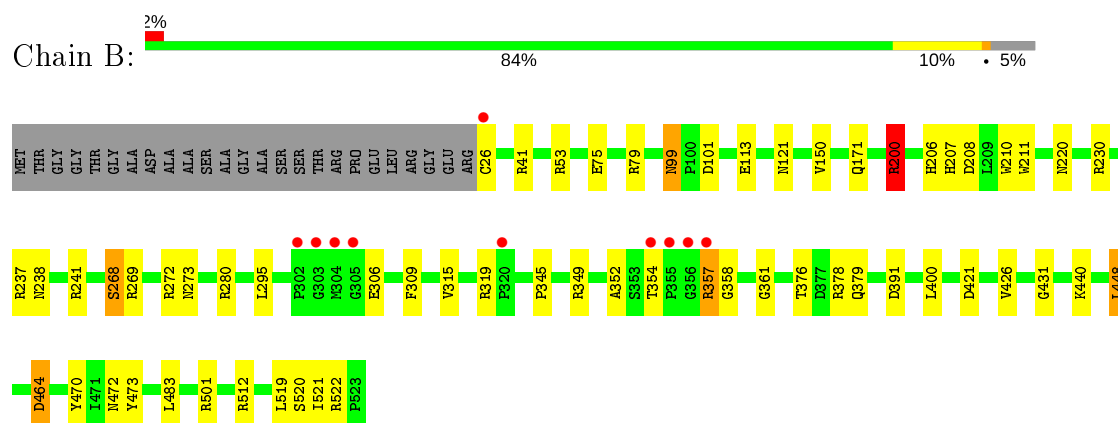 2%
Chain B:
84% 10% • 5%
MET THR GLY GLY THR GLY ALA ASP ALA ALA SER ALA GLY ALA SER SER THR ARG PRO GLU LEU ARG GLY GLU ARG C26 R41 R53 E75 R79 N99 P100 D101 E113 N121 V150 Q171 R200 H206 H207 D208 L209 W210 W211 N220 R230
R237 N238 R241 S268 R269 R272 N273 R280 L295 P302 G303 M304 G305 E306 F309 V315 R319 P320 P345 R349 A352 S353 T354 P355 G356 R357 G358 G361 T376 D377 R378 Q379 D391 L400 D421 V426 G431 K440
D464 Y470 I471 N472 Y473 L483 R501 R512 L519 S520 I521 R522 P523